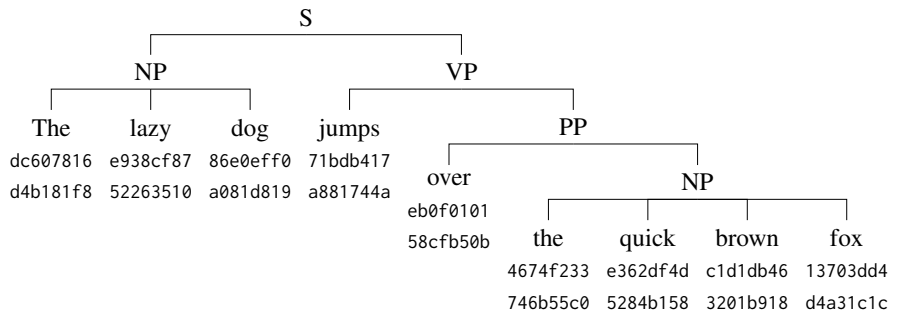 S
NP VP
The lazy dog jumps PP
dc607816 e938cf87 86e0eff0 71bdb417
d4b181f8 52263510 a081d819 a881744a
over NP
eb0f0101
58cfb50b
the quick brown fox
4674f233 e362df4d c1d1db46 13703dd4
746b55c0 5284b158 3201b918 d4a31c1c